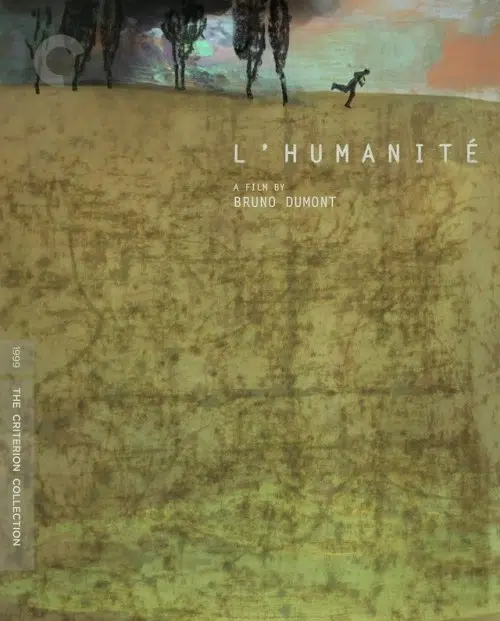 L'HUMANITÉ
A FILM BY
BRUNO DUMONT
1999 THE CRITERION COLLECTION